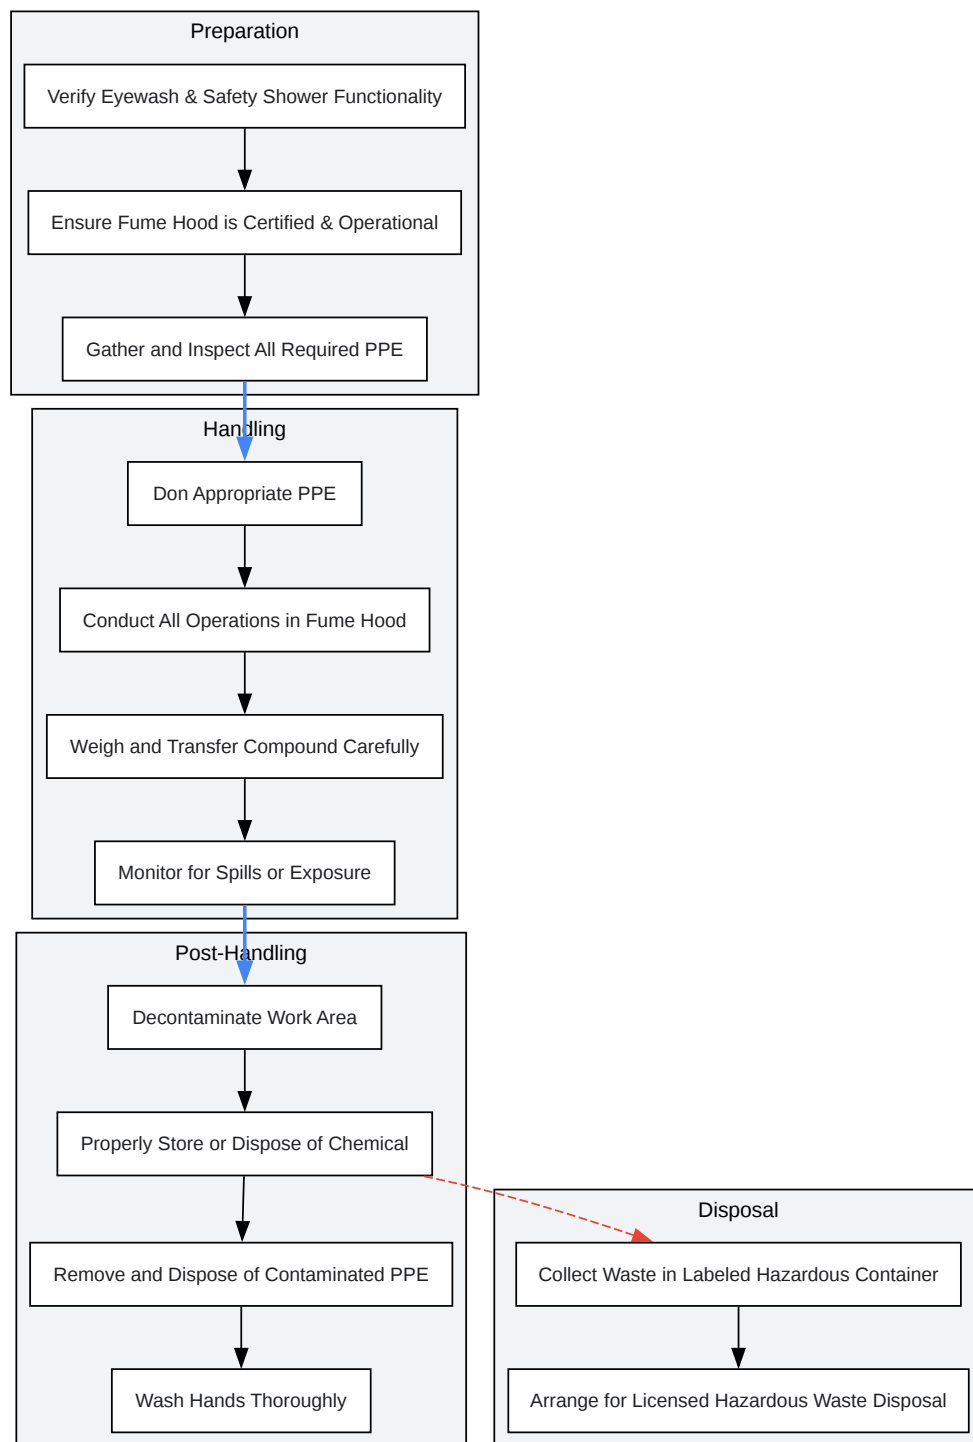 Preparation
Verify Eyewash & Safety Shower Functionality
Ensure Fume Hood is Certified & Operational
Gather and Inspect All Required PPE
Handling
Don Appropriate PPE
Conduct All Operations in Fume Hood
Weigh and Transfer Compound Carefully
Monitor for Spills or Exposure
Post-Handling
Decontaminate Work Area
Properly Store or Dispose of Chemical
Remove and Dispose of Contaminated PPE
Wash Hands Thoroughly
Disposal
Collect Waste in Labeled Hazardous Container
Arrange for Licensed Hazardous Waste Disposal